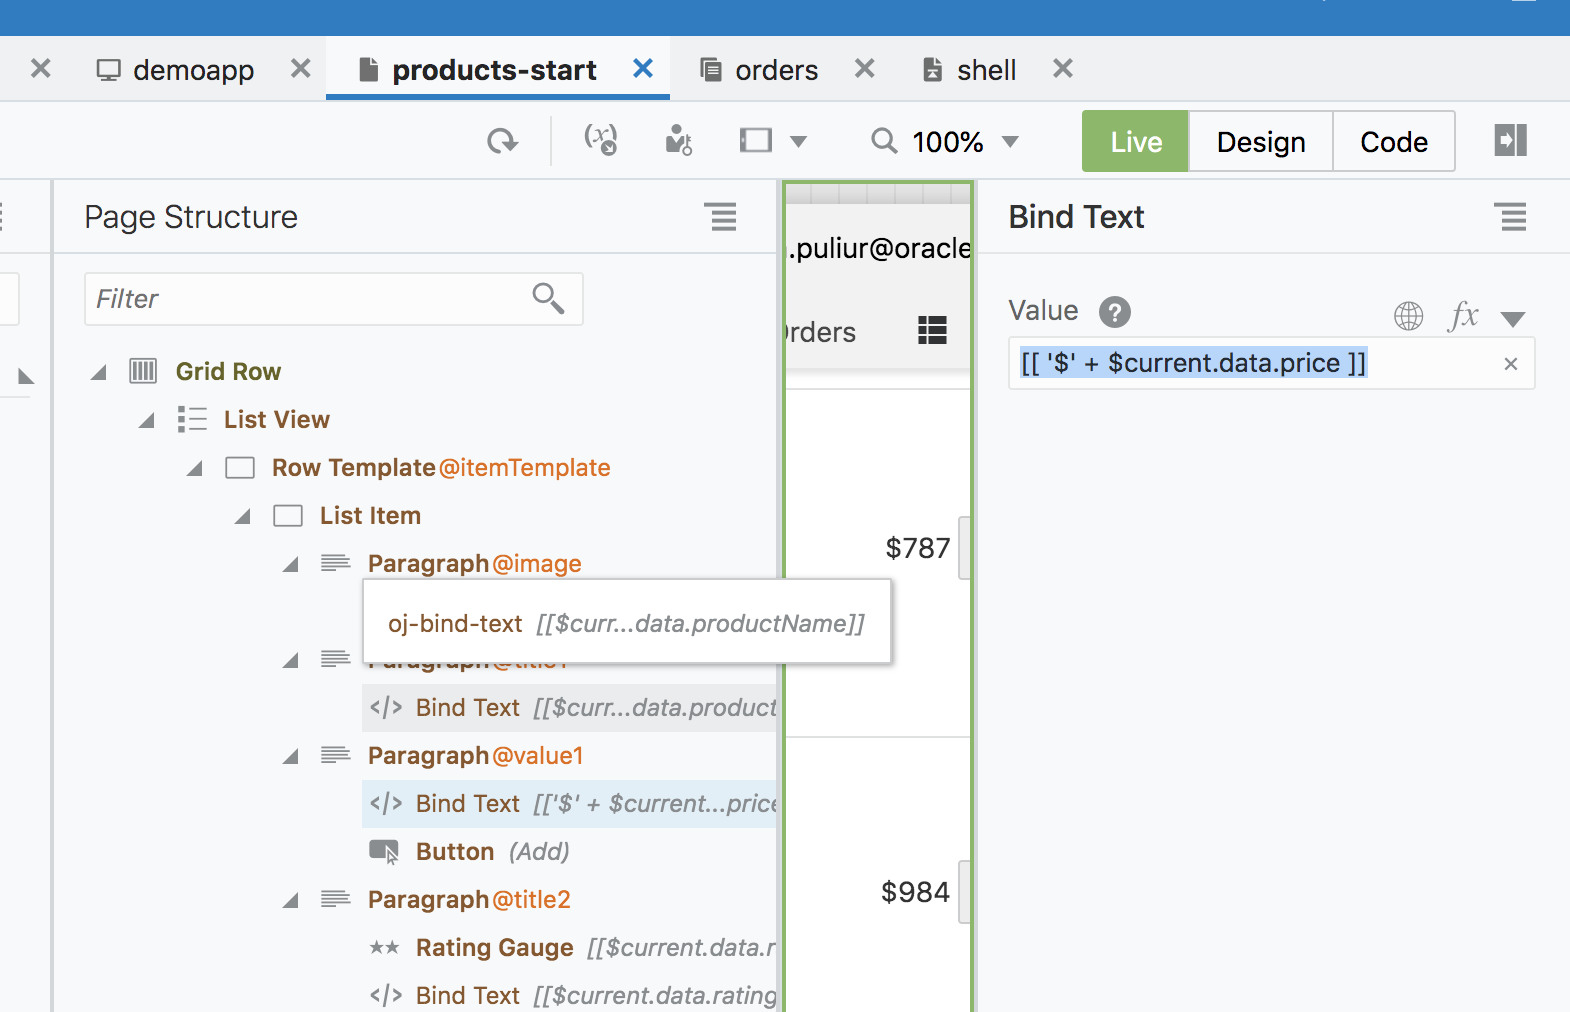 demoapp
products-start
orders
shell
100%
Live
Design
Code
Page Structure
Filter
Grid Row
List View
Row Template@itemTemplate
List Item
Paragraph@image
oj-bind-text [[$curr...data.productName]]
Paragraph@title1
</> Bind Text [[$curr...data.product
Paragraph@value1
</> Bind Text [['$' + $current...price
Button (Add)
Paragraph@title2
Rating Gauge [[$current.data.r
</> Bind Text [[$current.data.rating
.puliur@oracle
rders
$787
$984
Bind Text
Value ?
fx
[[ '$' + $current.data.price ]]